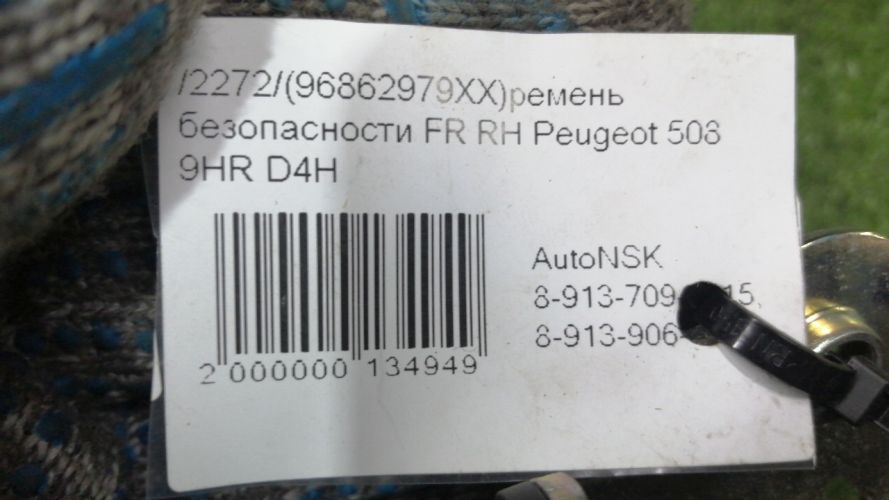 /2272/(96862979XX)ремень
безопасности FR RH Peugeot 508
9HR D4H
AutoNSK
8-913-709-
8-913-906-
2 000000 134949